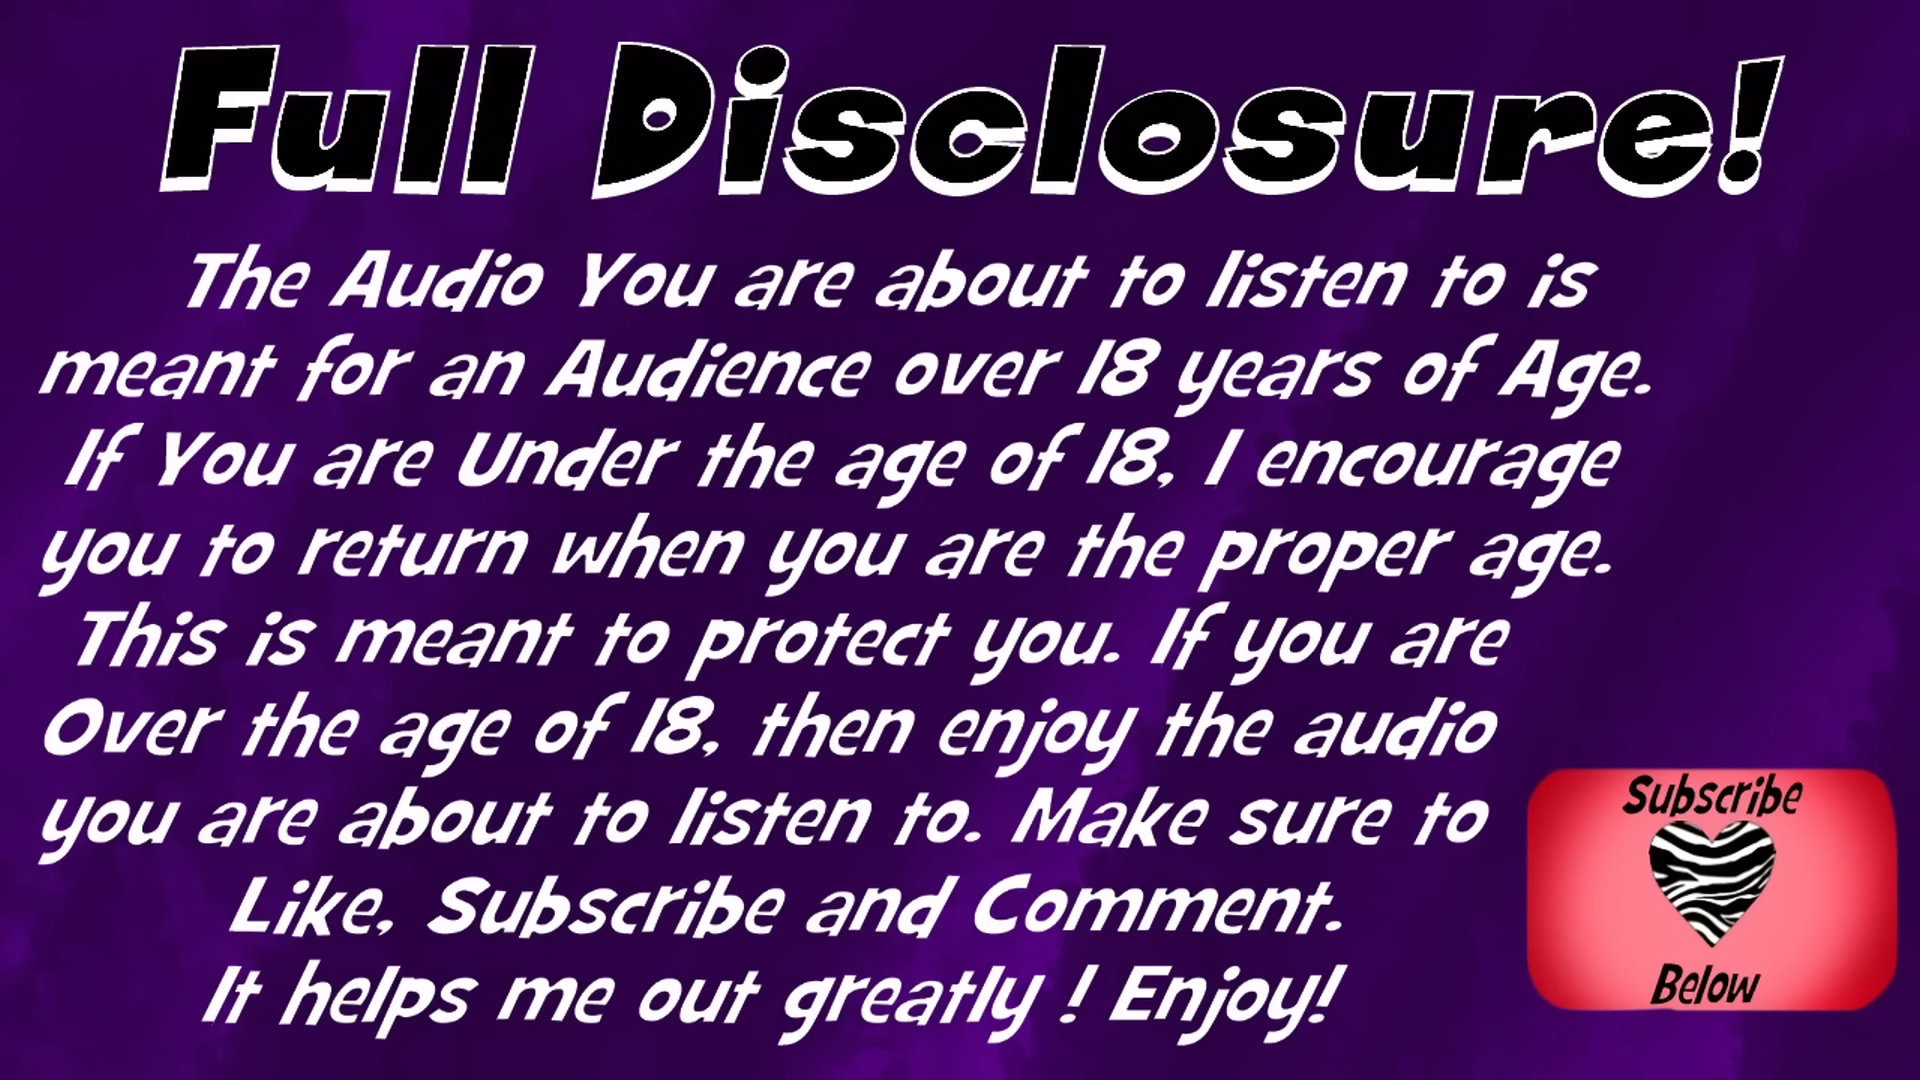 Full Disclosure!
The Audio You are about to listen to is
meant for an Audience over 18 years of Age.
If You are Under the age of 18, I encourage
you to return when you are the proper age.
This is meant to protect you. If you are
Over the age of 18, then enjoy the audio
you are about to listen to. Make sure to
Like, Subscribe and Comment.
It helps me out greatly ! Enjoy!
Subscribe
Below